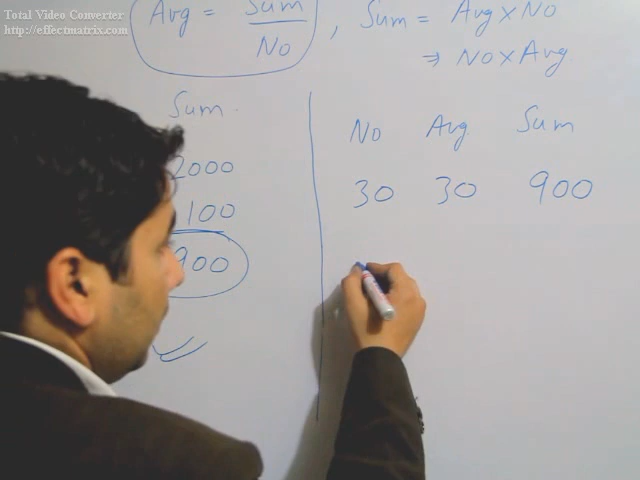 Total Video Converter
http://effectmatrix.com
Avg = Sum / No , Sum = Avg x No
⇒ No x Avg.
Sum.
2000
100
900
No Avg Sum
30 30 900